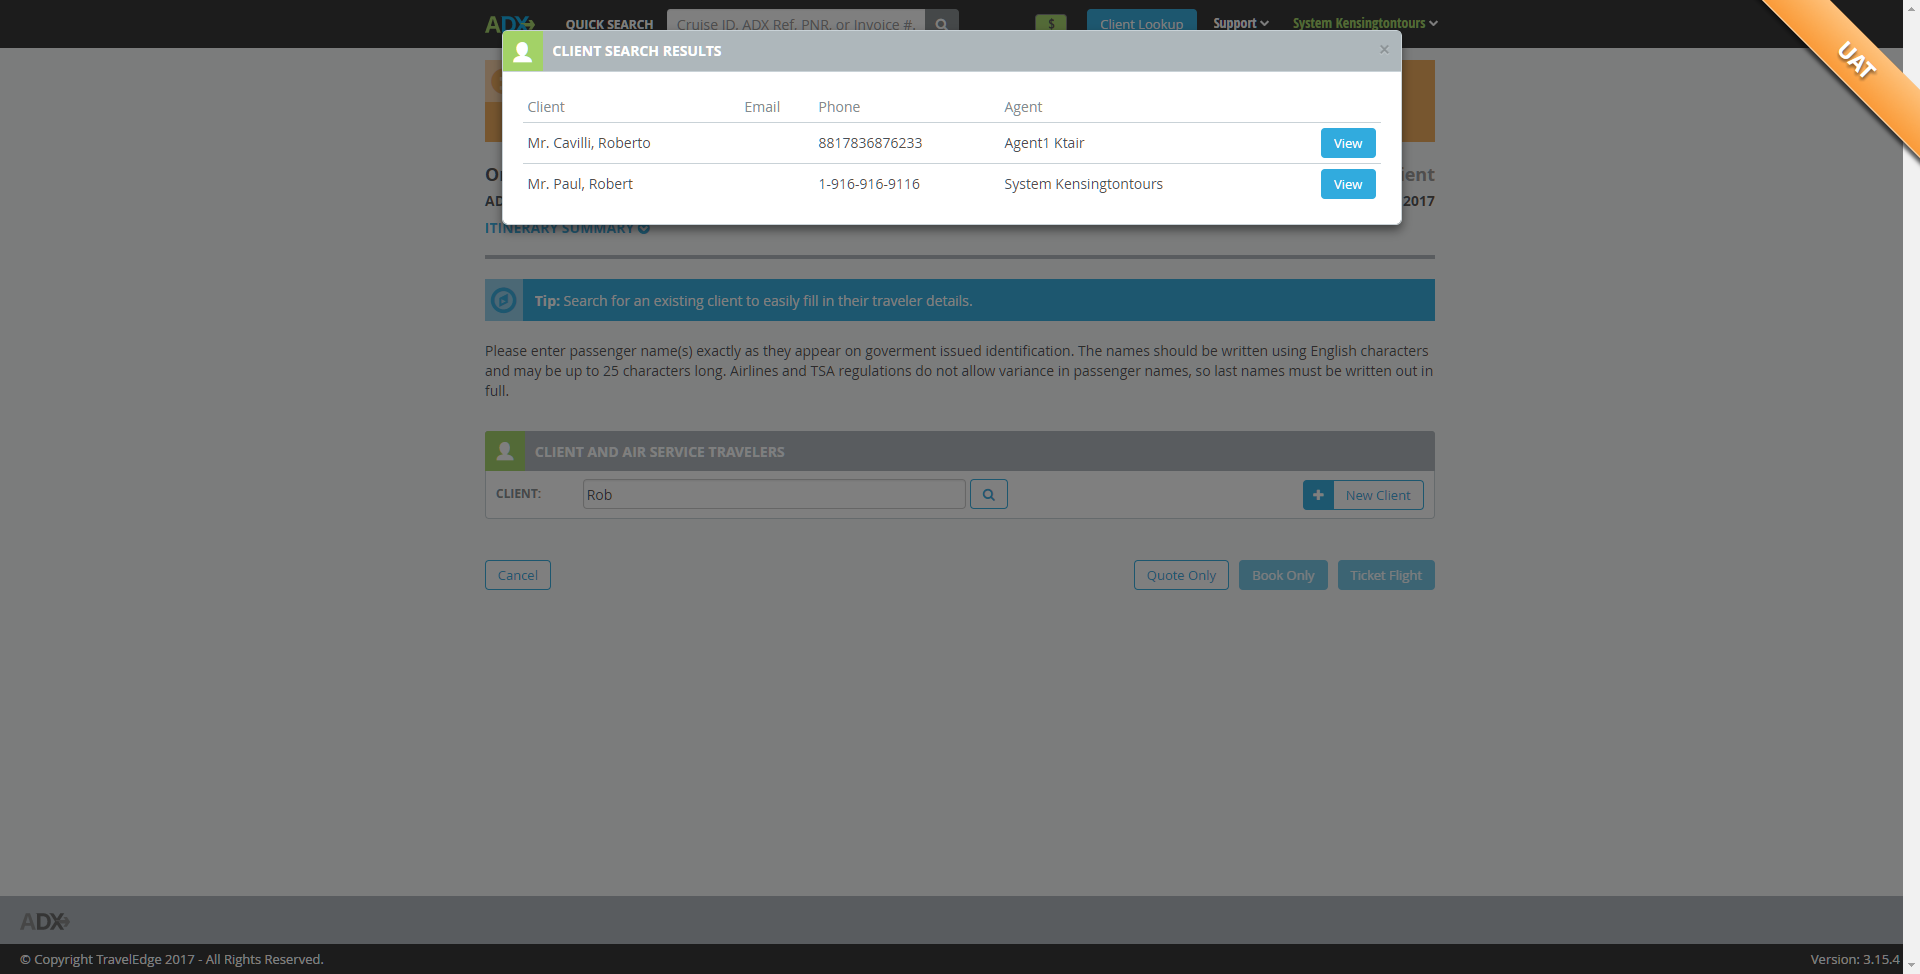 ADX QUICK SEARCH Cruise ID, ADX Ref, PNR, or Invoice #. $ Client Lookup Support System Kensingtontours
UAT
CLIENT SEARCH RESULTS ×
Client Email Phone Agent
Mr. Cavilli, Roberto 8817836876233 Agent1 Ktair View
Mr. Paul, Robert 1-916-916-9116 System Kensingtontours View
2017
ITINERARY SUMMARY
Tip: Search for an existing client to easily fill in their traveler details.
Please enter passenger name(s) exactly as they appear on goverment issued identification. The names should be written using English characters
and may be up to 25 characters long. Airlines and TSA regulations do not allow variance in passenger names, so last names must be written out in
full.
CLIENT AND AIR SERVICE TRAVELERS
CLIENT: Rob New Client
Cancel Quote Only Book Only Ticket Flight
ADX
© Copyright TravelEdge 2017 - All Rights Reserved. Version: 3.15.4